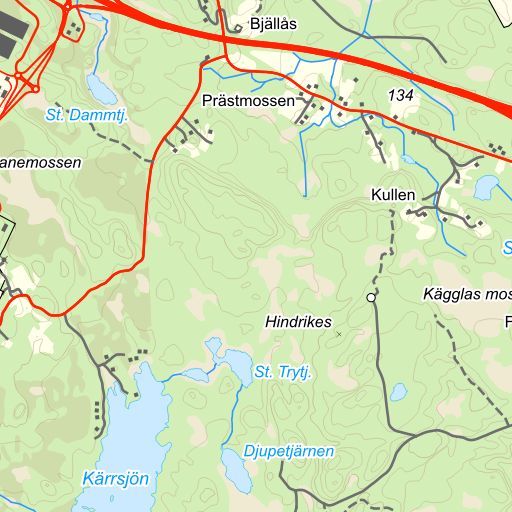 Bjällås
134
Prästmossen
St. Dammtj.
anemossen
Kullen
S
Kägglas mos
Hindrikes
F
St. Trytj.
Djupetjärnen
Kärrsjön